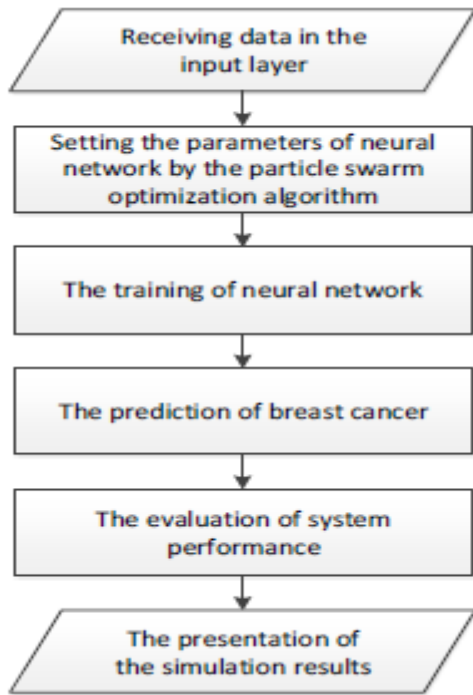 Receiving data in the
input layer
Setting the parameters of neural
network by the particle swarm
optimization algorithm
The training of neural network
The prediction of breast cancer
The evaluation of system
performance
The presentation of
the simulation results